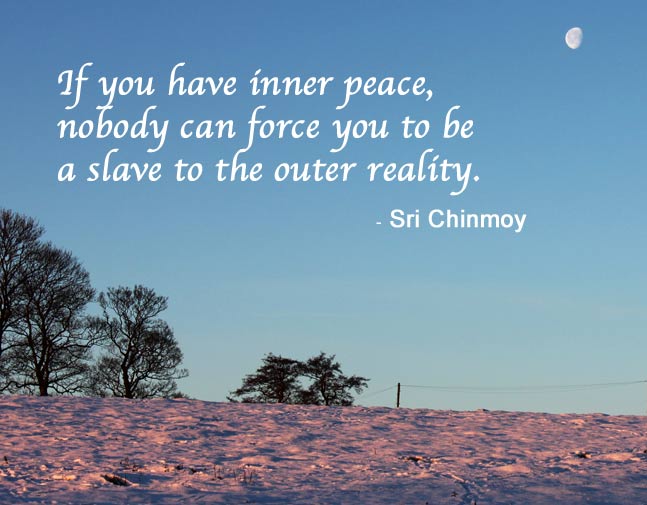 If you have inner peace,
nobody can force you to be
a slave to the outer reality.
- Sri Chinmoy